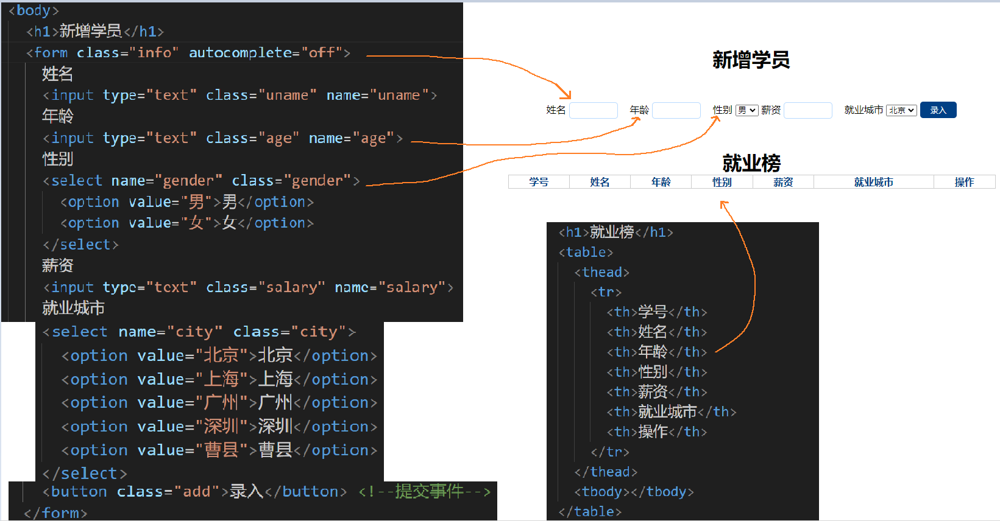 <body>
<h1>新增学员</h1>
<form class="info" autocomplete="off">
姓名
<input type="text" class="uname" name="uname">
年龄
<input type="text" class="age" name="age">
性别
<select name="gender" class="gender">
<option value="男">男</option>
<option value="女">女</option>
</select>
薪资
<input type="text" class="salary" name="salary">
就业城市
<select name="city" class="city">
<option value="北京">北京</option>
<option value="上海">上海</option>
<option value="广州">广州</option>
<option value="深圳">深圳</option>
<option value="曹县">曹县</option>
</select>
<button class="add">录入</button> <!--提交事件-->
</form>
新增学员
姓名 年龄 性别 男 薪资 就业城市 北京 录入
就业榜
学号 姓名 年龄 性别 薪资 就业城市 操作
<h1>就业榜</h1>
<table>
<thead>
<tr>
<th>学号</th>
<th>姓名</th>
<th>年龄</th>
<th>性别</th>
<th>薪资</th>
<th>就业城市</th>
<th>操作</th>
</tr>
</thead>
<tbody></tbody>
</table>